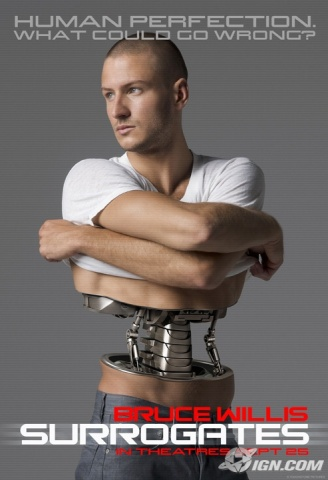 HUMAN PERFECTION.
WHAT COULD GO WRONG?
BRUCE WILLIS
SURROGATES
IN THEATRES SEPT 25
IGN.COM